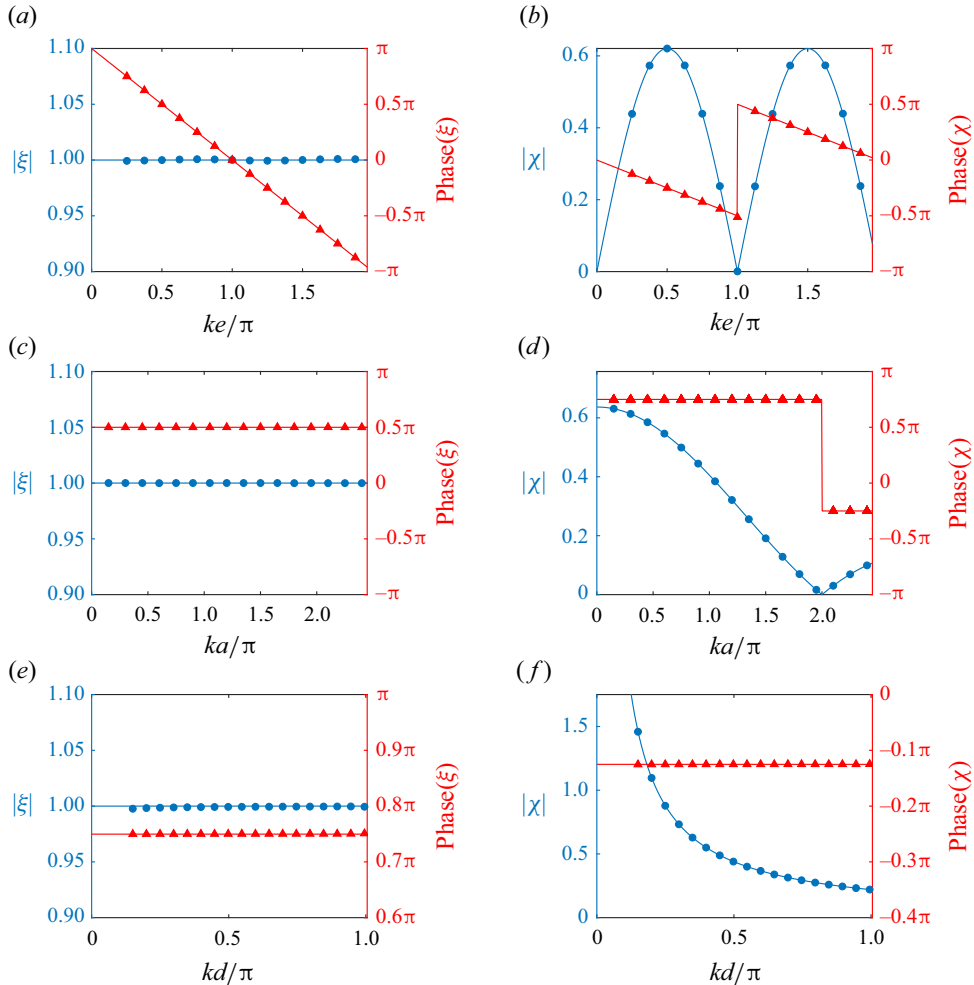 (a)
1.10
1.05
1.00
0.95
0.90
|ξ|
π
0.5π
0
−0.5π
−π
Phase(ξ)
0 0.5 1.0 1.5
ke/π
(b)
0.6
0.4
0.2
0
|χ|
π
0.5π
0
−0.5π
−π
Phase(χ)
0 0.5 1.0 1.5
ke/π
(c)
1.10
1.05
1.00
0.95
0.90
|ξ|
π
0.5π
0
−0.5π
−π
Phase(ξ)
0 0.5 1.0 1.5 2.0
ka/π
(d)
0.6
0.4
0.2
0
|χ|
π
0.5π
0
−0.5π
−π
Phase(χ)
0 0.5 1.0 1.5 2.0
ka/π
(e)
1.10
1.05
1.00
0.95
0.90
|ξ|
π
0.9π
0.8π
0.7π
0.6π
Phase(ξ)
0 0.5 1.0
kd/π
(f)
1.5
1.0
0.5
0
|χ|
0
−0.1π
−0.2π
−0.3π
−0.4π
Phase(χ)
0 0.5 1.0
kd/π